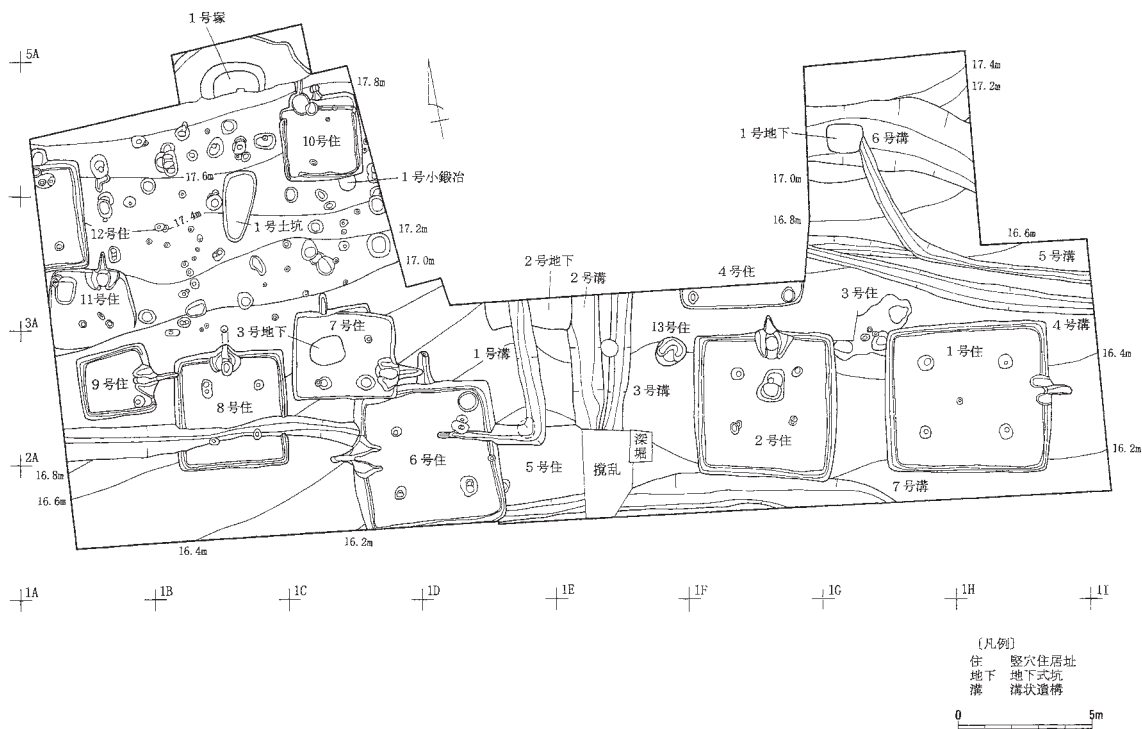 1号塚
5A
17.8m
17.4m
17.2m
1号地下
6号溝
10号住
17.6m
1号小鍛冶
17.0m
17.4m
1号土坑
12号住
17.2m
16.8m
17.0m
16.6m
2号地下
2号溝
4号住
5号溝
11号住
3A
3号地下
7号住
1号溝
13号住
3号住
4号溝
1号住
16.4m
9号住
8号住
3号溝
2号住
6号住
5号住
攪乱
深堀
2A
16.8m
16.6m
16.2m
7号溝
16.4m
16.2m
1A
1B
1C
1D
1E
1F
1G
1H
1I
〔凡例〕
住 竪穴住居址
地下 地下式坑
溝 溝状遺構
0 5m